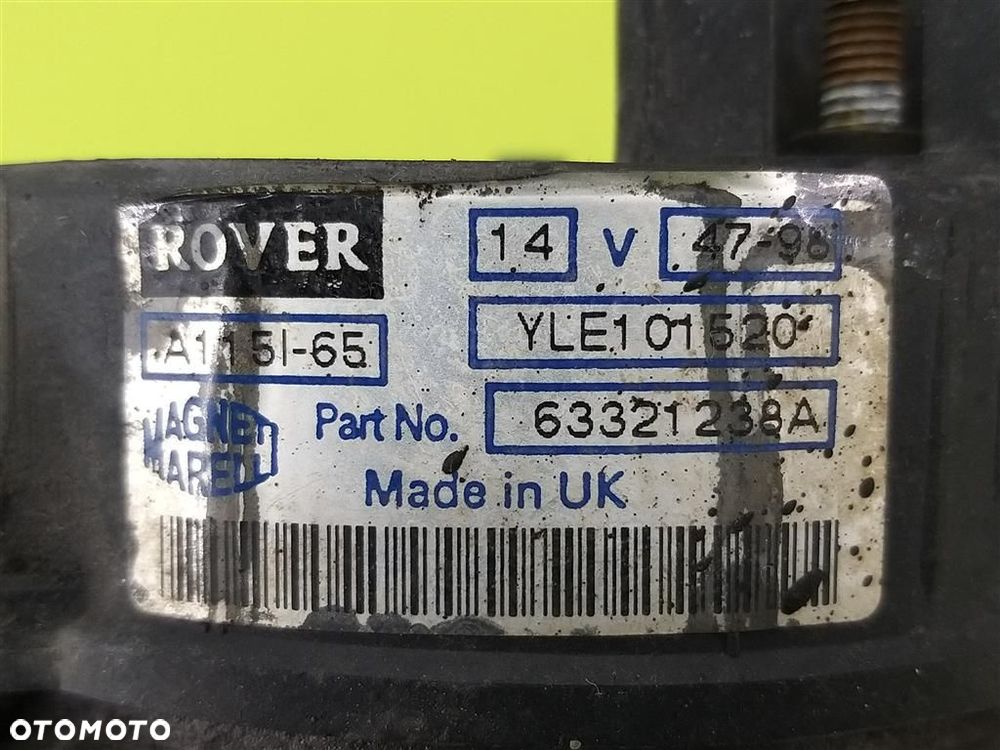 ROVER 14 V 47-98
A115I-65 YLE101520
MAGNETI MARELLI Part No. 63321238A
Made in UK
OTOMOTO